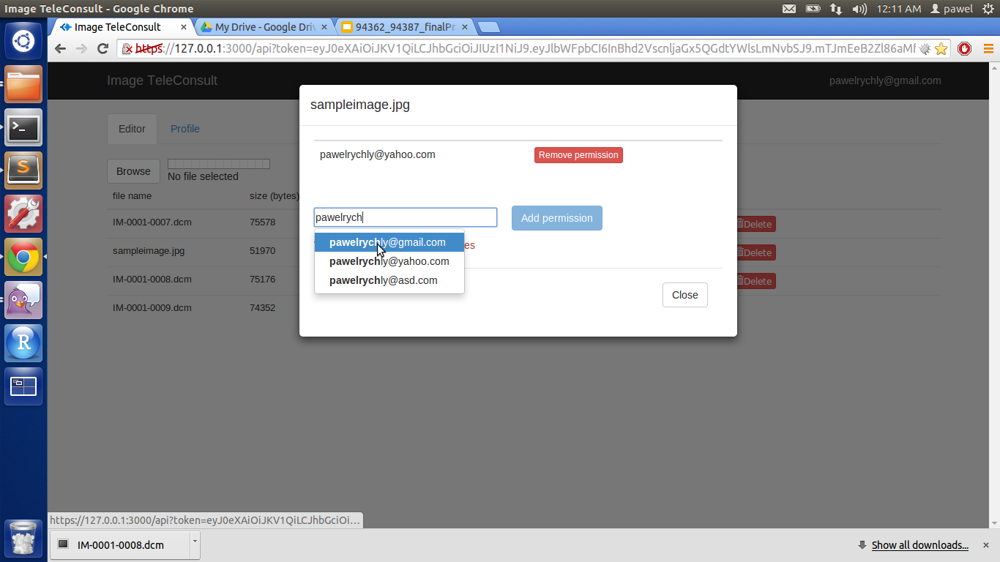 Image TeleConsult - Google Chrome
12:11 AM pawel
Image TeleConsult × My Drive - Google Driv × 94362_94387_finalPr ×
https://127.0.0.1:3000/api?token=eyJ0eXAiOiJKV1QiLCJhbGciOiJIUzI1NiJ9.eyJlbWFpbCI6InBhd2VscnljaGx5QGdtYWlsLmNvbSJ9.mTJmEeB2Zl86aMf
Image TeleConsult pawelrychly@gmail.com
sampleimage.jpg
Editor Profile
pawelrychly@yahoo.com Remove permission
Browse
No file selected
file name size (bytes)
pawelrych Add permission
IM-0001-0007.dcm 75578 Delete
pawelrychly@gmail.com es
sampleimage.jpg 51970 Delete
pawelrychly@yahoo.com
IM-0001-0008.dcm 75176 Delete
pawelrychly@asd.com
Close
IM-0001-0009.dcm 74352
https://127.0.0.1:3000/api?token=eyJ0eXAiOiJKV1QiLCJhbGciOi...
IM-0001-0008.dcm Show all downloads... ×